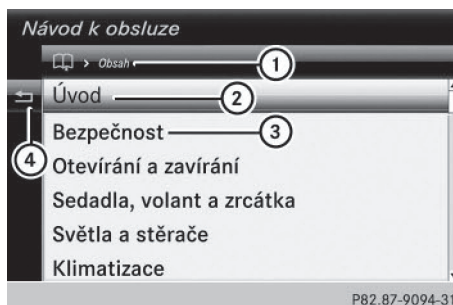 Návod k obsluze
> Obsah
1
Úvod
2
Bezpečnost
3
4
Otevírání a zavírání
Sedadla, volant a zrcátka
Světla a stěrače
Klimatizace
P82.87-9094-31